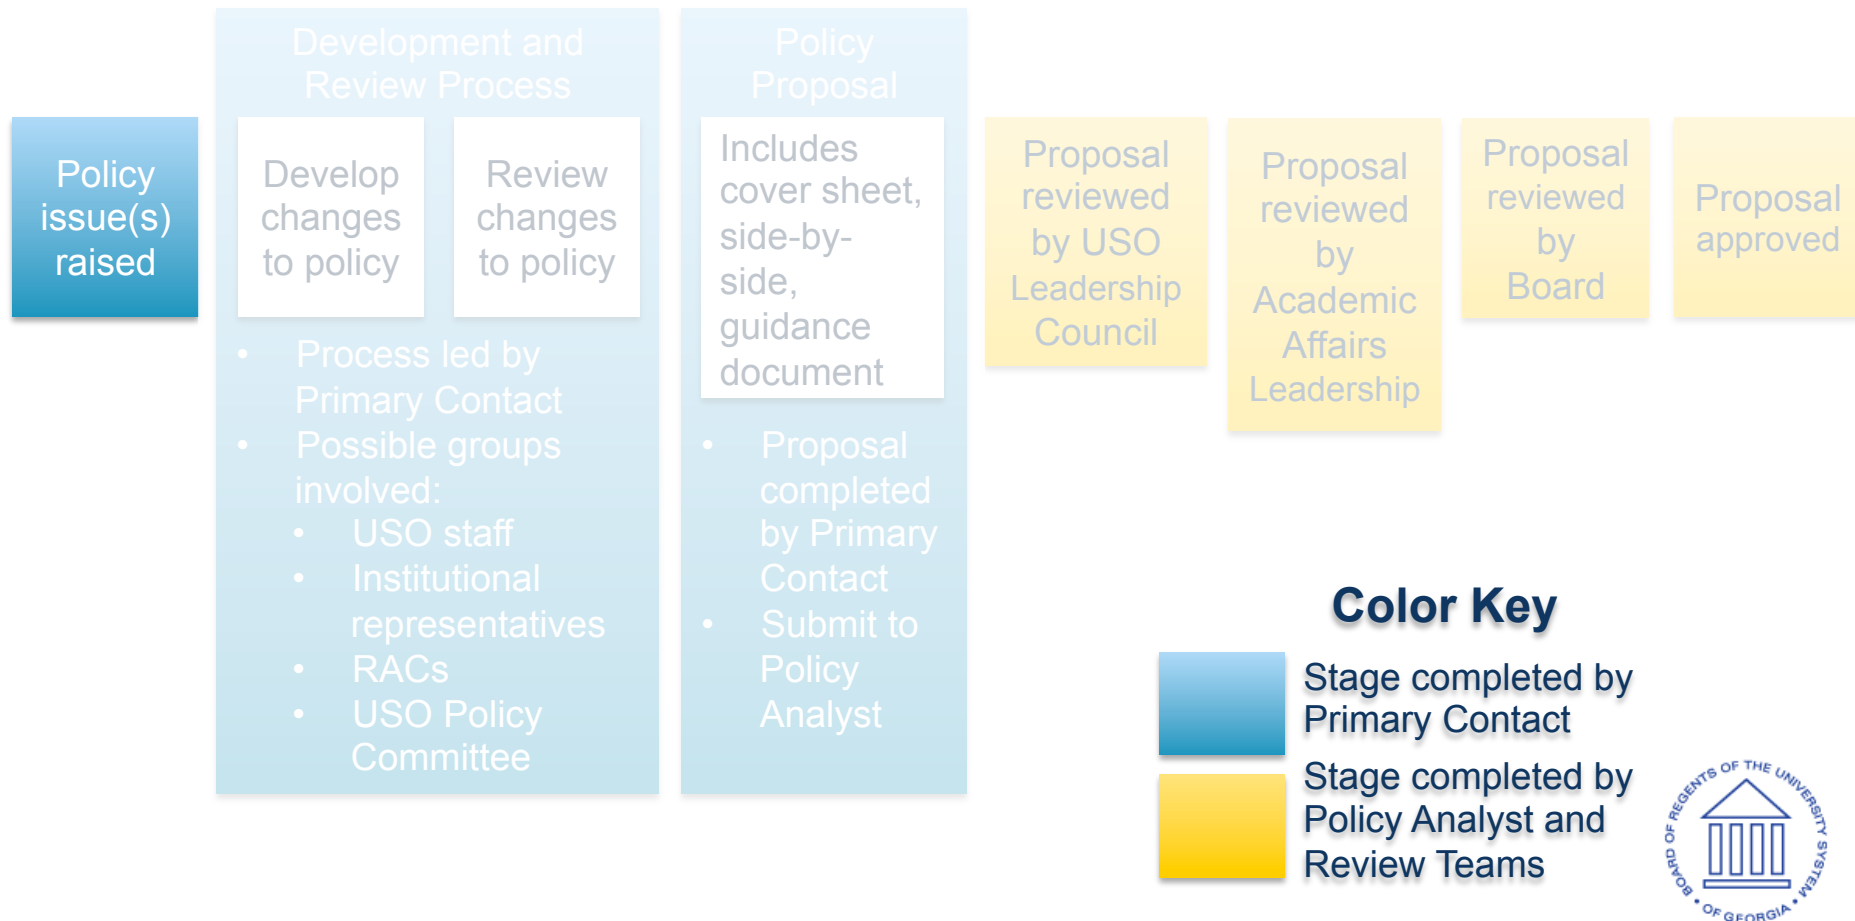 Development and
Review Process
Policy
Proposal
Policy
issue(s)
raised
Develop
changes
to policy
Review
changes
to policy
• Process led by
Primary Contact
• Possible groups
involved:
• USO staff
• Institutional
representatives
• RACs
• USO Policy
Committee
Includes
cover sheet,
side-by-
side,
guidance
document
• Proposal
completed
by Primary
Contact
• Submit to
Policy
Analyst
Proposal
reviewed
by USO
Leadership
Council
Proposal
reviewed
by
Academic
Affairs
Leadership
Proposal
reviewed
by
Board
Proposal
approved
Color Key
Stage completed by
Primary Contact
Stage completed by
Policy Analyst and
Review Teams
BOARD OF REGENTS OF THE UNIVERSITY SYSTEM • OF GEORGIA •